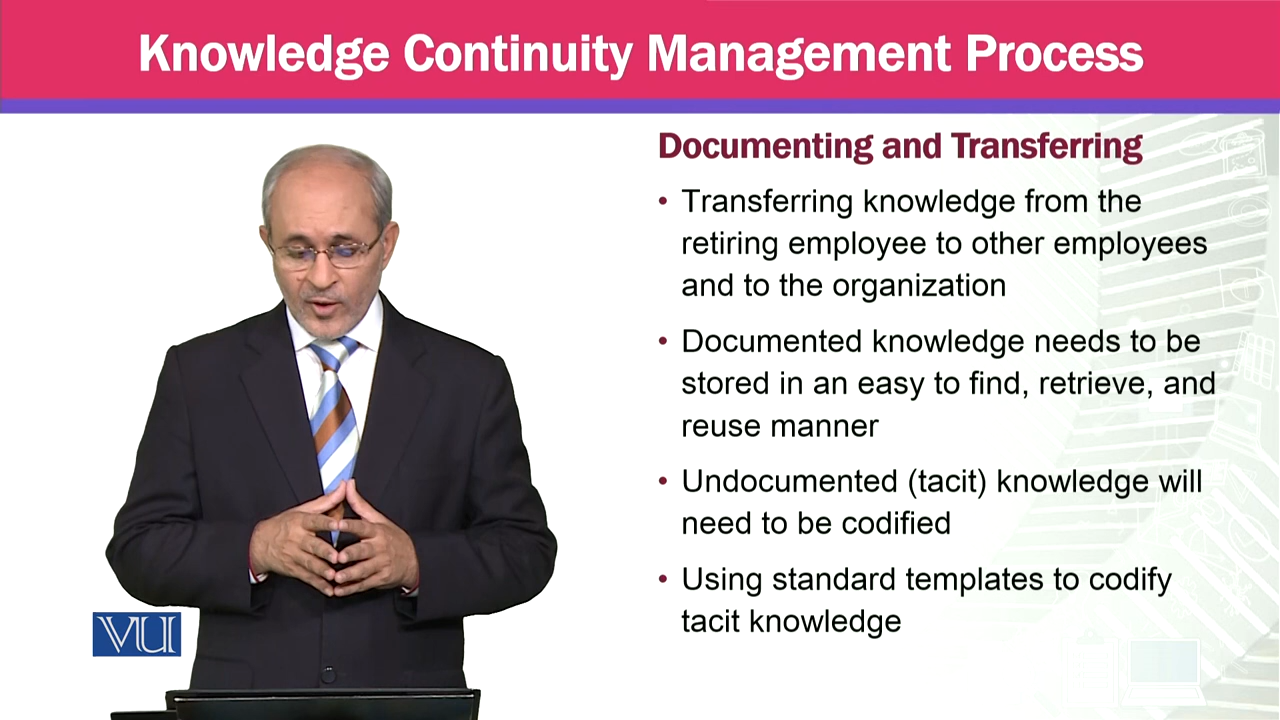 Knowledge Continuity Management Process
Documenting and Transferring
• Transferring knowledge from the
retiring employee to other employees
and to the organization
• Documented knowledge needs to be
stored in an easy to find, retrieve, and
reuse manner
• Undocumented (tacit) knowledge will
need to be codified
• Using standard templates to codify
tacit knowledge
VU